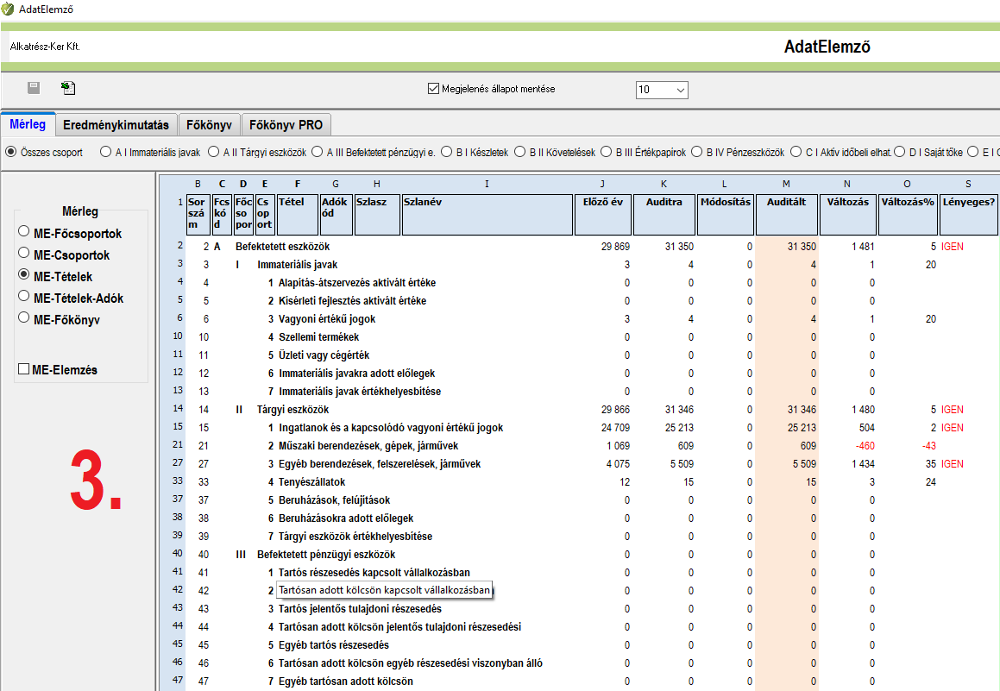 AdatElemző
Alkatrész-Ker Kft.
AdatElemző
Megjelenés állapot mentése
10
Mérleg Eredménykimutatás Főkönyv Főkönyv PRO
Összes csoport A I Immateriális javak A II Tárgyi eszközök A III Befektetett pénzügyi e. B I Készletek B II Követelések B III Értékpapírok B IV Pénzeszközök C I Aktív időbeli elhat. D I Saját tőke E I C
Mérleg
ME-Főcsoportok
ME-Csoportok
ME-Tételek
ME-Tételek-Adók
ME-Főkönyv
ME-Elemzés
3.
B C D E F G H I J K L M N O S
1 Sor szá m Fcs kó d Főc so por Cs op ort Tétel Adók ód Szlasz Szlanév Előző év Auditra Módosítás Auditált Változás Változás% Lényeges?
2 2 A Befektetett eszközök 29 869 31 350 0 31 350 1 481 5 IGEN
3 3 I Immateriális javak 3 4 0 4 1 20
4 4 1 Alapítás-átszervezés aktivált értéke 0 0 0 0 0
5 5 2 Kísérleti fejlesztés aktivált értéke 0 0 0 0 0
6 6 3 Vagyoni értékű jogok 3 4 0 4 1 20
10 10 4 Szellemi termékek 0 0 0 0 0
11 11 5 Üzleti vagy cégérték 0 0 0 0 0
12 12 6 Immateriális javakra adott előlegek 0 0 0 0 0
13 13 7 Immateriális javak értékhelyesbítése 0 0 0 0 0
14 14 II Tárgyi eszközök 29 866 31 346 0 31 346 1 480 5 IGEN
15 15 1 Ingatlanok és a kapcsolódó vagyoni értékű jogok 24 709 25 213 0 25 213 504 2 IGEN
21 21 2 Műszaki berendezések, gépek, járművek 1 069 609 0 609 -460 -43
27 27 3 Egyéb berendezések, felszerelések, járművek 4 075 5 509 0 5 509 1 434 35 IGEN
33 33 4 Tenyészállatok 12 15 0 15 3 24
37 37 5 Beruházások, felújítások 0 0 0 0 0
38 38 6 Beruházásokra adott előlegek 0 0 0 0 0
39 39 7 Tárgyi eszközök értékhelyesbítése 0 0 0 0 0
40 40 III Befektetett pénzügyi eszközök 0 0 0 0 0
41 41 1 Tartós részesedés kapcsolt vállalkozásban 0 0 0 0 0
42 42 2 Tartósan adott kölcsön kapcsolt vállalkozásban 0 0 0 0 0
43 43 3 Tartós jelentős tulajdoni részesedés 0 0 0 0 0
44 44 4 Tartósan adott kölcsön jelentős tulajdoni részesedési 0 0 0 0 0
45 45 5 Egyéb tartós részesedés 0 0 0 0 0
46 46 6 Tartósan adott kölcsön egyéb részesedési viszonyban álló 0 0 0 0 0
47 47 7 Egyéb tartósan adott kölcsön 0 0 0 0 0